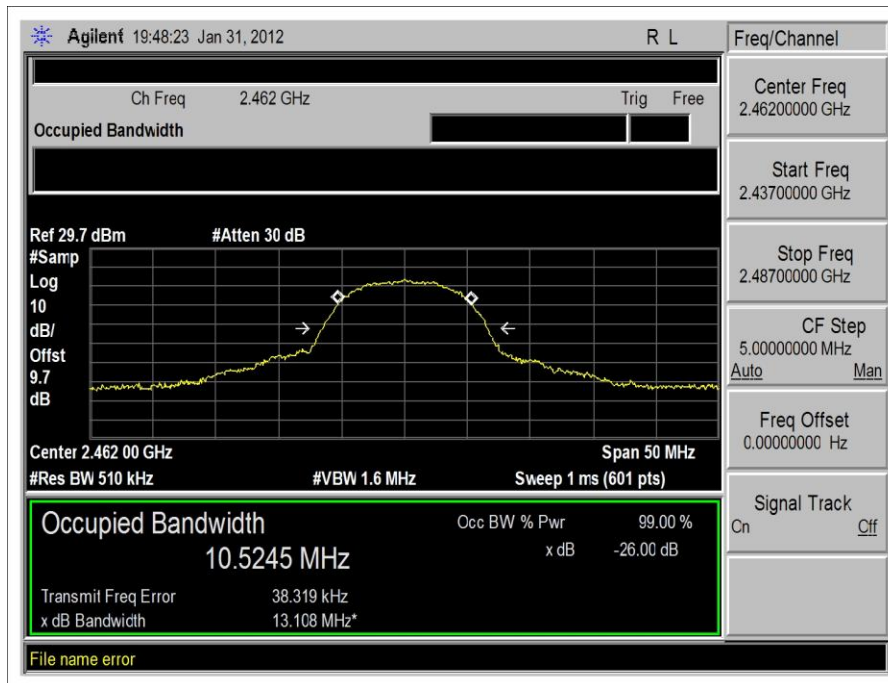 Agilent 19:48:23 Jan 31, 2012 R L
Freq/Channel
Ch Freq 2.462 GHz Trig Free
Occupied Bandwidth
Center Freq
2.46200000 GHz
Start Freq
2.43700000 GHz
Stop Freq
2.48700000 GHz
CF Step
5.00000000 MHz
Auto Man
Freq Offset
0.00000000 Hz
Signal Track
On Off
Ref 29.7 dBm #Atten 30 dB
#Samp
Log
10
dB/
Offst
9.7
dB
Center 2.462 00 GHz Span 50 MHz
#Res BW 510 kHz #VBW 1.6 MHz Sweep 1 ms (601 pts)
Occupied Bandwidth Occ BW % Pwr 99.00 %
10.5245 MHz x dB -26.00 dB
Transmit Freq Error 38.319 kHz
x dB Bandwidth 13.108 MHz*
File name error